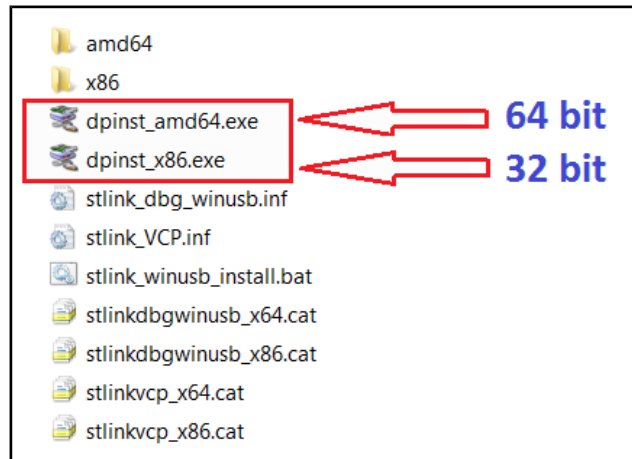 amd64
x86
dpinst_amd64.exe
64 bit
dpinst_x86.exe
32 bit
stlink_dbg_winusb.inf
stlink_VCP.inf
stlink_winusb_install.bat
stlinkdbgwinusb_x64.cat
stlinkdbgwinusb_x86.cat
stlinkvcp_x64.cat
stlinkvcp_x86.cat